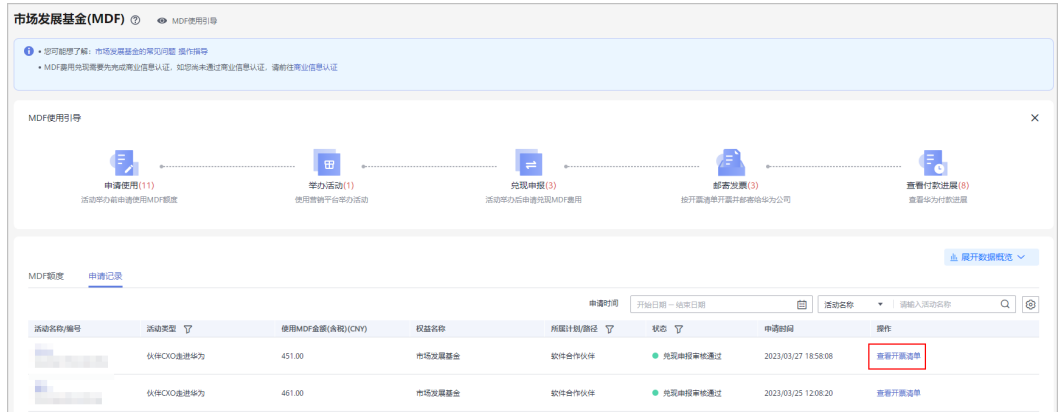 市场发展基金(MDF) MDF使用引导
• 您可能想了解：市场发展基金的常见问题 操作指导
• MDF费用兑现需要先完成商业信息认证，如您尚未通过商业信息认证，请前往商业信息认证
MDF使用引导
申请使用(11) 举办活动(1) 兑现申报(3) 邮寄发票(3) 查看付款进展(8)
活动举办前申请使用MDF额度 使用营销平台举办活动 活动举办后申请兑现MDF费用 按开票清单开票并邮寄给华为公司 查看华为付款进展
展开数据概览
MDF额度 申请记录
申请时间 开始日期 – 结束日期 活动名称 请输入活动名称
活动名称/编号 活动类型 使用MDF金额(含税)(CNY) 权益名称 所属计划/路径 状态 申请时间 操作
伙伴CXO走进华为 451.00 市场发展基金 软件合作伙伴 兑现申报审核通过 2023/03/27 18:58:08 查看开票清单
伙伴CXO走进华为 461.00 市场发展基金 软件合作伙伴 兑现申报审核通过 2023/03/25 12:08:20 查看开票清单